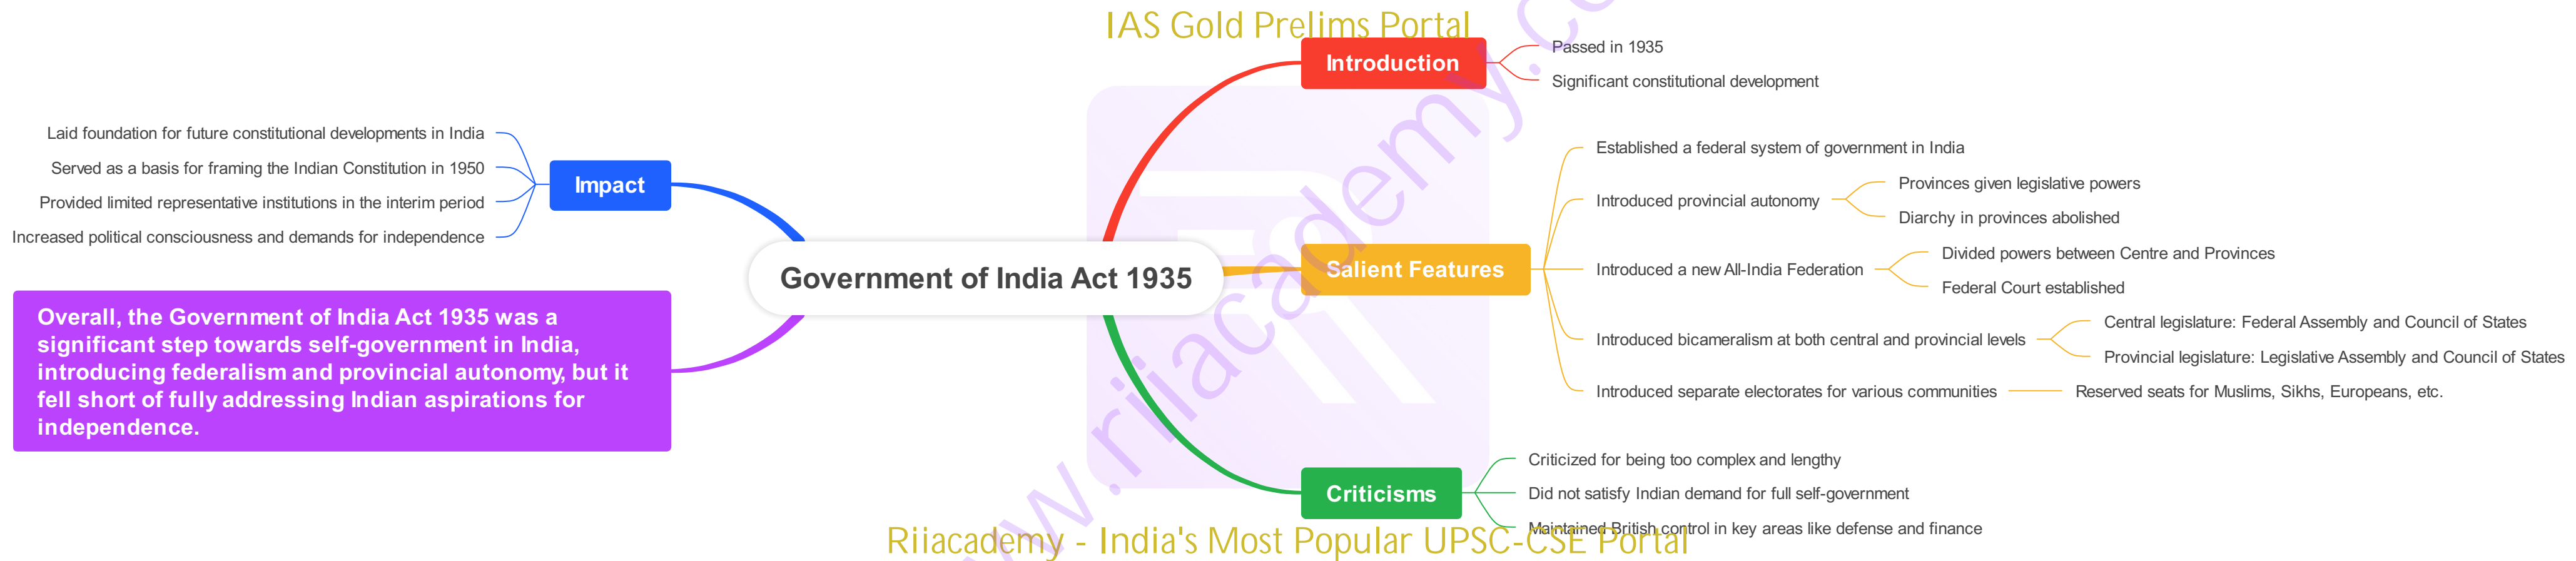 IAS Gold Prelims Portal
Government of India Act 1935
Introduction
Passed in 1935
Significant constitutional development
Salient Features
Established a federal system of government in India
Introduced provincial autonomy
Provinces given legislative powers
Diarchy in provinces abolished
Introduced a new All-India Federation
Divided powers between Centre and Provinces
Federal Court established
Introduced bicameralism at both central and provincial levels
Central legislature: Federal Assembly and Council of States
Provincial legislature: Legislative Assembly and Council of States
Introduced separate electorates for various communities
Reserved seats for Muslims, Sikhs, Europeans, etc.
Criticisms
Criticized for being too complex and lengthy
Did not satisfy Indian demand for full self-government
Maintained British control in key areas like defense and finance
Impact
Laid foundation for future constitutional developments in India
Served as a basis for framing the Indian Constitution in 1950
Provided limited representative institutions in the interim period
Increased political consciousness and demands for independence
Overall, the Government of India Act 1935 was a
significant step towards self-government in India,
introducing federalism and provincial autonomy, but it
fell short of fully addressing Indian aspirations for
independence.
Riiacademy - India's Most Popular UPSC-CSE Portal
w.riiacademy.co